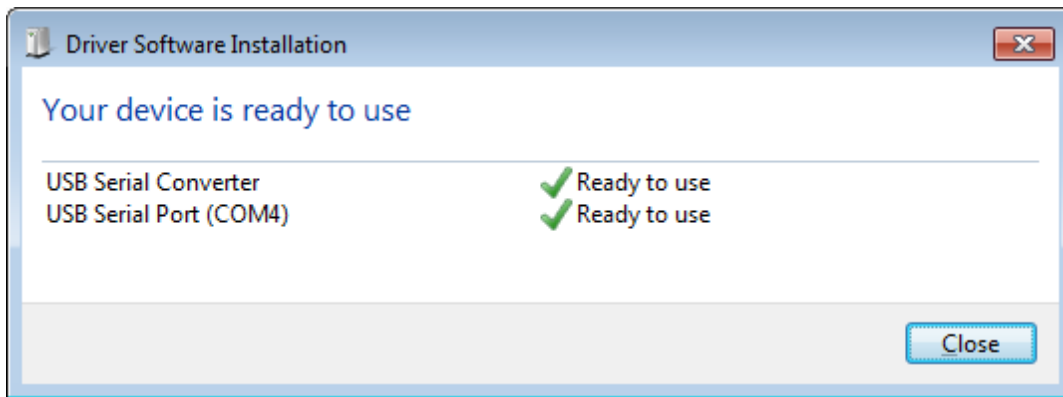 Driver Software Installation
Your device is ready to use
USB Serial Converter Ready to use
USB Serial Port (COM4) Ready to use
Close